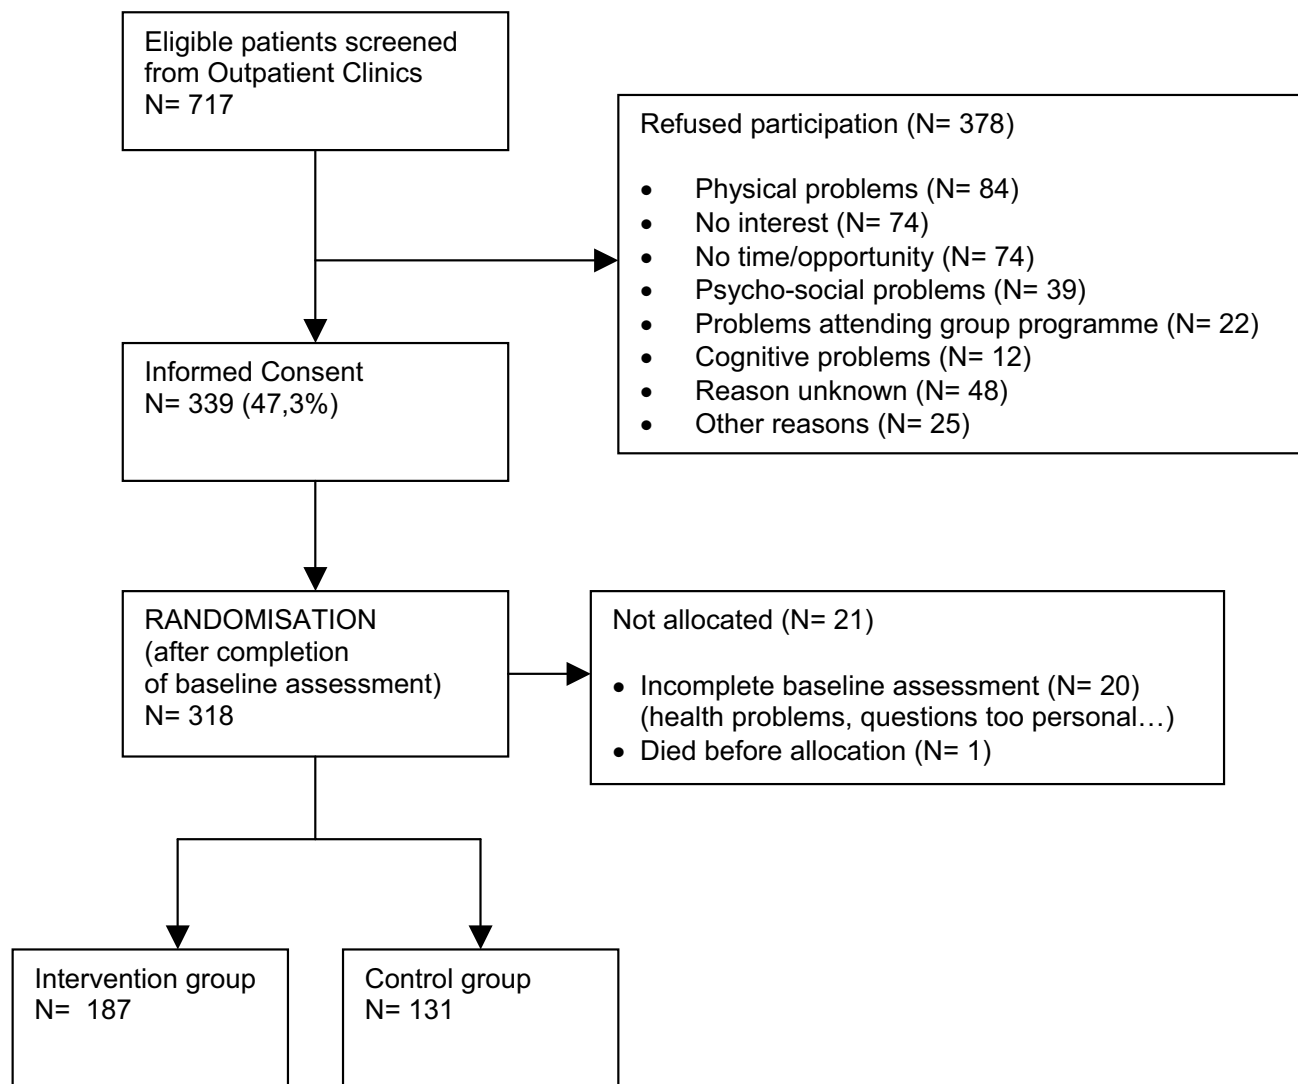 Eligible patients screened
from Outpatient Clinics
N= 717
Refused participation (N= 378)
• Physical problems (N= 84)
• No interest (N= 74)
• No time/opportunity (N= 74)
• Psycho-social problems (N= 39)
• Problems attending group programme (N= 22)
• Cognitive problems (N= 12)
• Reason unknown (N= 48)
• Other reasons (N= 25)
Informed Consent
N= 339 (47,3%)
RANDOMISATION
(after completion
of baseline assessment)
N= 318
Not allocated (N= 21)
• Incomplete baseline assessment (N= 20)
(health problems, questions too personal…)
• Died before allocation (N= 1)
Intervention group
N=  187
Control group
N= 131